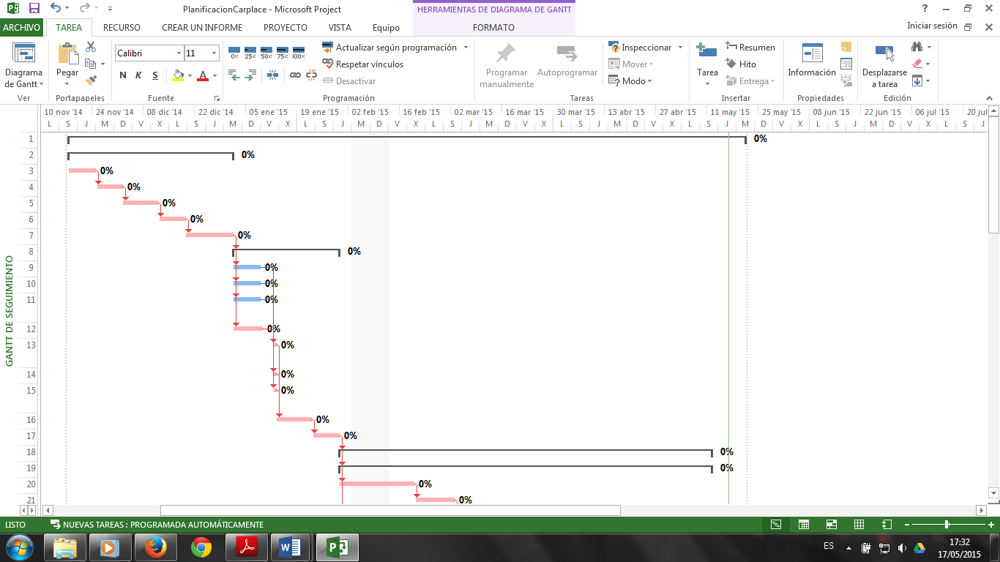 PlanificacionCarplace - Microsoft Project
HERRAMIENTAS DE DIAGRAMA DE GANTT
ARCHIVO TAREA RECURSO CREAR UN INFORME PROYECTO VISTA Equipo FORMATO Iniciar sesión
Calibri 11
0% 25% 50% 75% 100%
Actualizar según programación
Respetar vínculos
Desactivar
N K S
Diagrama de Gantt
Pegar
Programar manualmente
Autoprogramar
Inspeccionar
Mover
Modo
Tarea
Resumen
Hito
Entrega
Información
Desplazarse a tarea
Ver Portapapeles Fuente Programación Tareas Insertar Propiedades Edición
10 nov '14 24 nov '14 08 dic '14 22 dic '14 05 ene '15 19 ene '15 02 feb '15 16 feb '15 02 mar '15 16 mar '15 30 mar '15 13 abr '15 27 abr '15 11 may '15 25 may '15 08 jun '15 22 jun '15 06 jul '15 20 jul
L S J M D V X L S J M D V X L S J M D V X L S J M D V X L S J M D V X L S J M D V X L S J M D V X L S J
GANTT DE SEGUIMIENTO
1 0%
2 0%
3 0%
4 0%
5 0%
6 0%
7 0%
8 0%
9 0%
10 0%
11 0%
12 0%
13 0%
14 0%
15 0%
16 0%
17 0%
18 0%
19 0%
20 0%
21 0%
LISTO NUEVAS TAREAS : PROGRAMADA AUTOMÁTICAMENTE
ES
17:32
17/05/2015